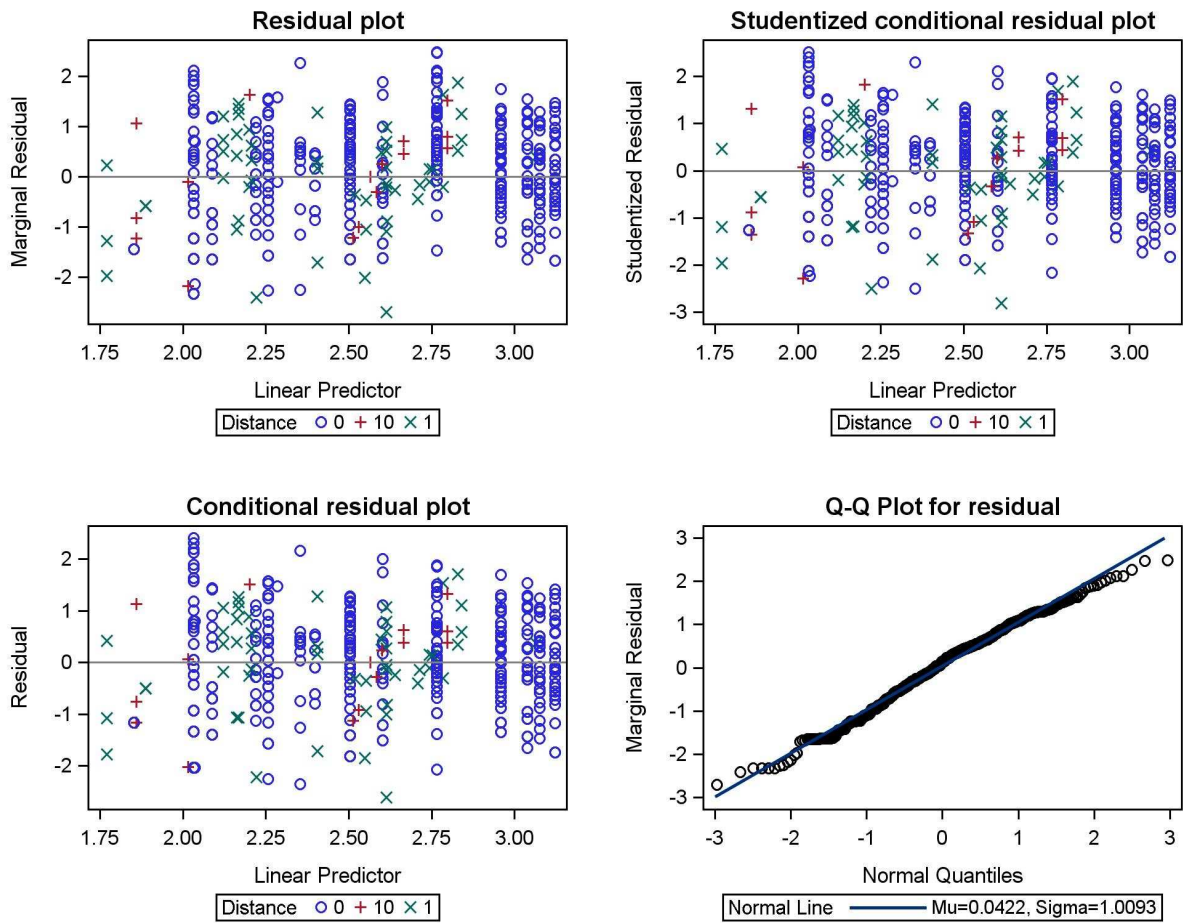 Residual plot
Marginal Residual
2
1
0
-1
-2
1.75 2.00 2.25 2.50 2.75 3.00
Linear Predictor
Distance 0 10 1
Studentized conditional residual plot
Studentized Residual
2
1
0
-1
-2
-3
1.75 2.00 2.25 2.50 2.75 3.00
Linear Predictor
Distance 0 10 1
Conditional residual plot
Residual
2
1
0
-1
-2
1.75 2.00 2.25 2.50 2.75 3.00
Linear Predictor
Distance 0 10 1
Q-Q Plot for residual
Marginal Residual
3
2
1
0
-1
-2
-3
-3 -2 -1 0 1 2 3
Normal Quantiles
Normal Line Mu=0.0422, Sigma=1.0093